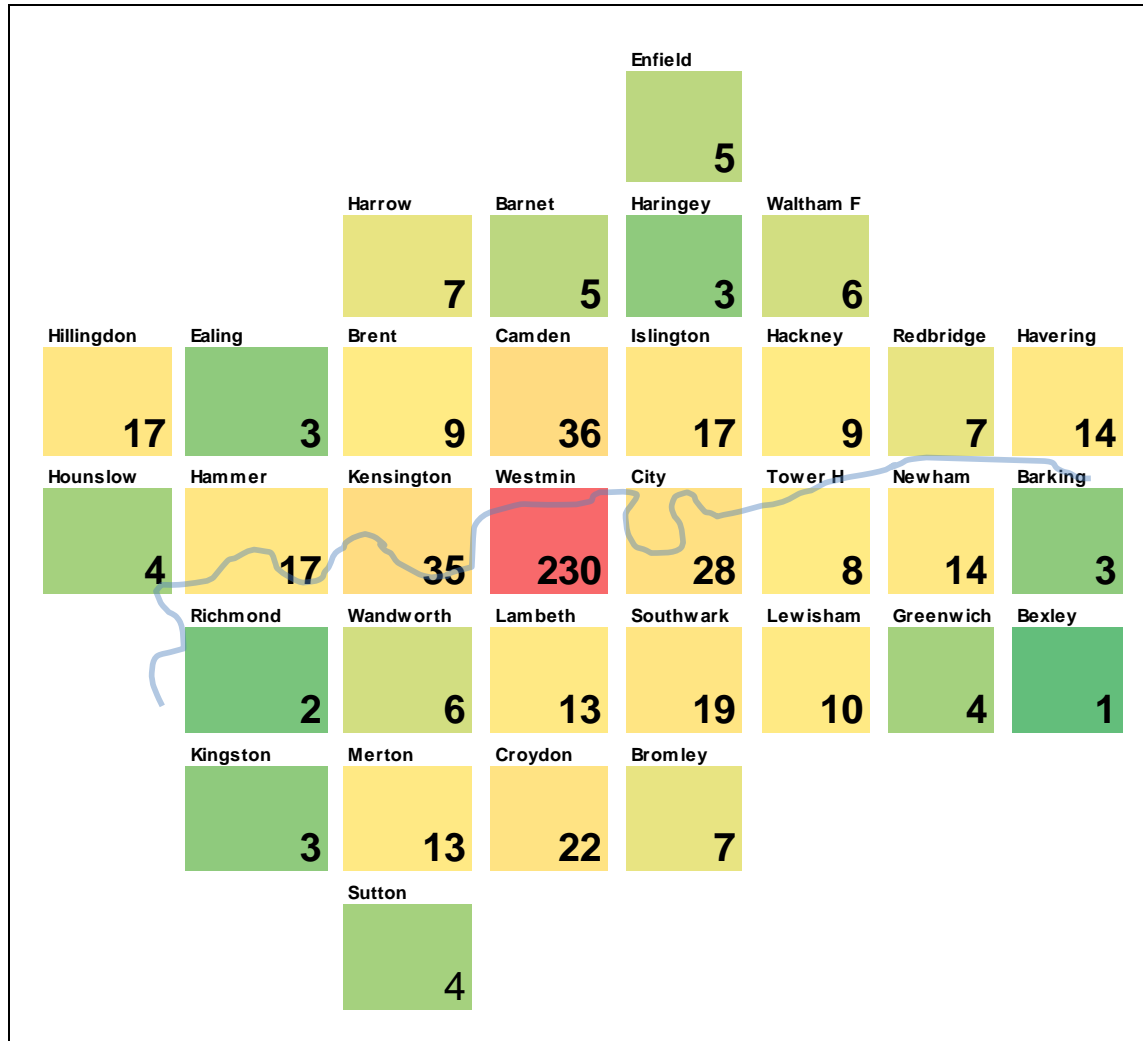 Enfield
5
Harrow Barnet Haringey Waltham F
7 5 3 6
Hillingdon Ealing Brent Camden Islington Hackney Redbridge Havering
17 3 9 36 17 9 7 14
Hounslow Hammer Kensington Westmin City Tower H Newham Barking
4 17 35 230 28 8 14 3
Richmond Wandworth Lambeth Southwark Lewisham Greenwich Bexley
2 6 13 19 10 4 1
Kingston Merton Croydon Bromley
3 13 22 7
Sutton
4